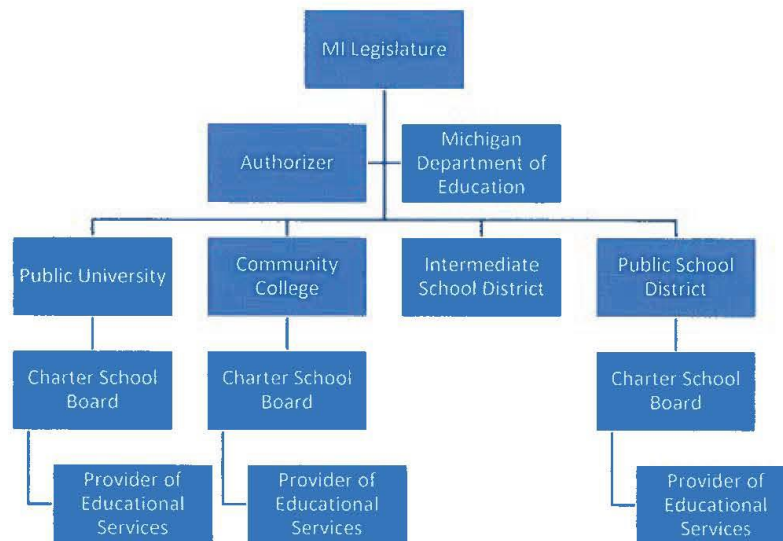 MI Legislature
Authorizer
Michigan
Department of
Education
Public University
Community
College
Intermediate
School District
Public School
District
Charter School
Board
Charter School
Board
Charter School
Board
Provider of
Educational
Services
Provider of
Educational
Services
Provider of
Educational
Services